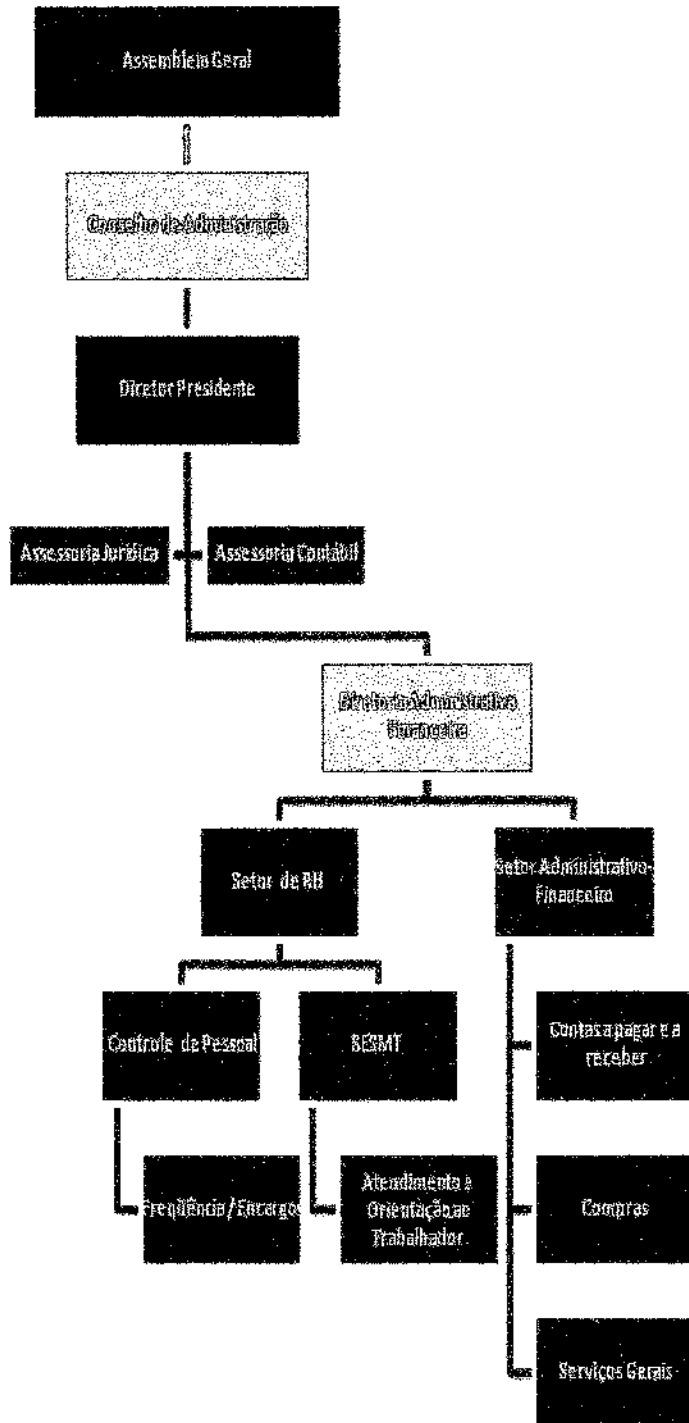 Assembleia Geral
Conselho de Administração
Diretor Presidente
Assessoria Jurídica
Assessoria Contábil
Diretoria Administrativa
Financeira
Setor de RH
Setor Administrativo-
Financeiro
Controle de Pessoal
SESMT
Contas a pagar e a
receber
Freqüência / Encargos
Atendimento e
Orientação ao
Trabalhador
Compras
Serviços Gerais